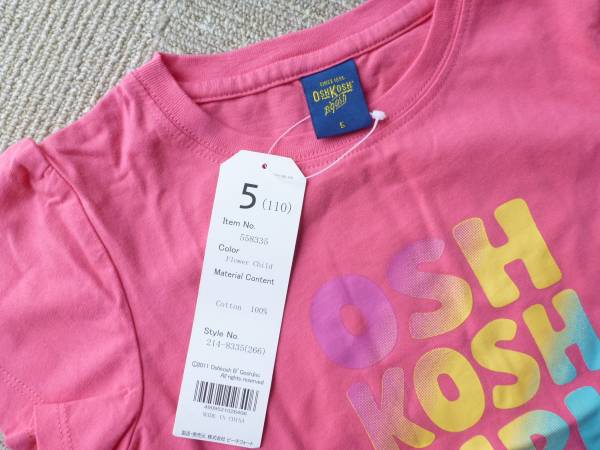 SINCE 1895
OSHKOSH
B'gosh
5
5 (110)
Item No.
558335
Color
Flower Child
Material Content
Cotton 100%
Style No.
214-8335(266)
©2011 Oshkosh B'Gosh,Inc
All rights reserved.
MADE IN CHINA
OSH
KOSH